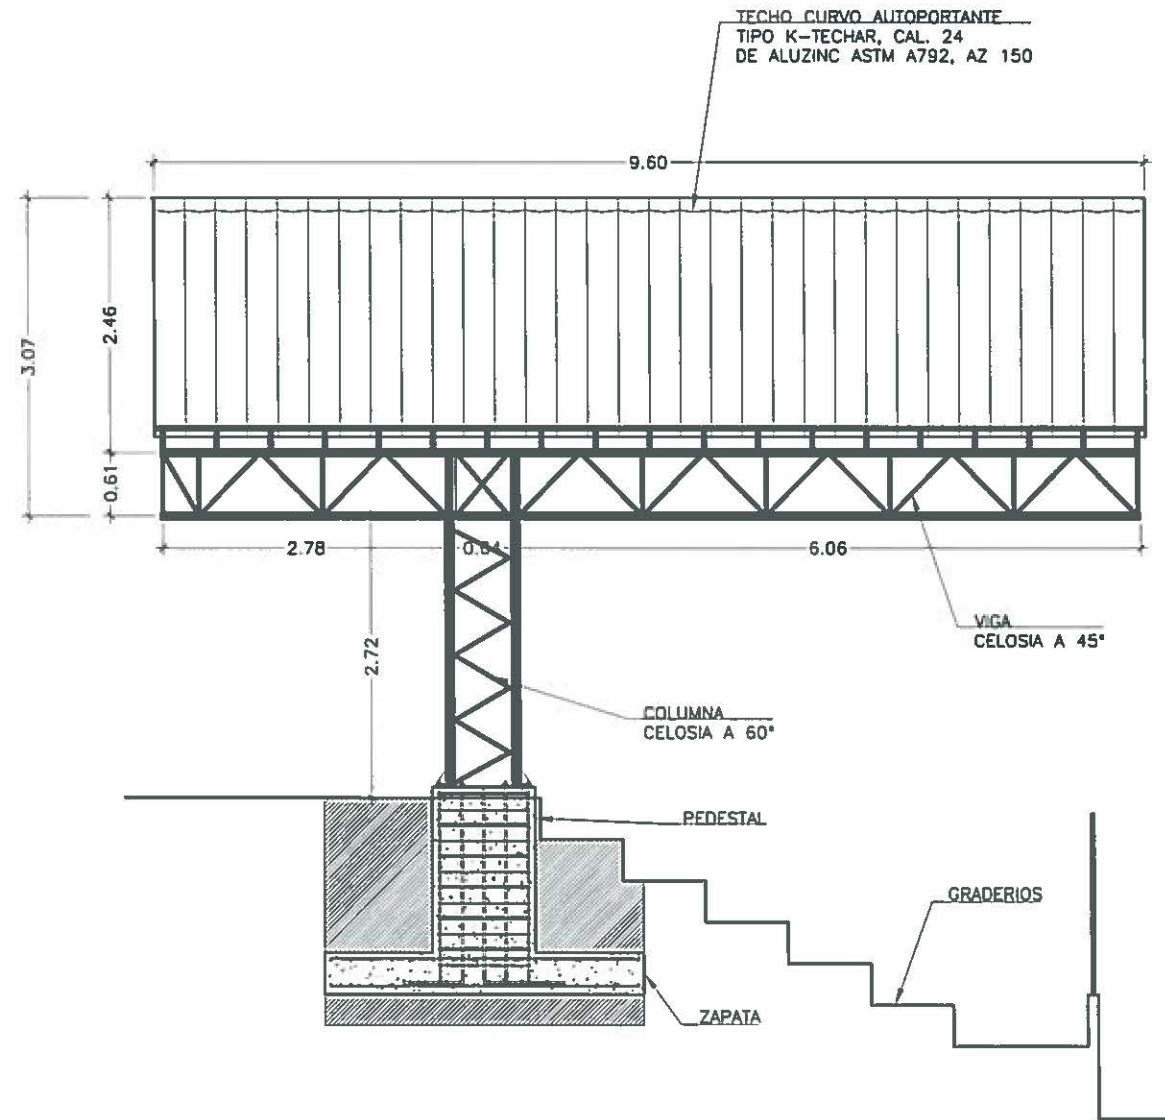 TECHO CURVO AUTOPORTANTE
TIPO K-TECHAR, CAL. 24
DE ALUZINC ASTM A792, AZ 150
9.60
3.07
2.46
0.61
2.78
6.06
2.72
VIGA
CELOSIA A 45°
COLUMNA
CELOSIA A 60°
PEDESTAL
GRADERIOS
ZAPATA